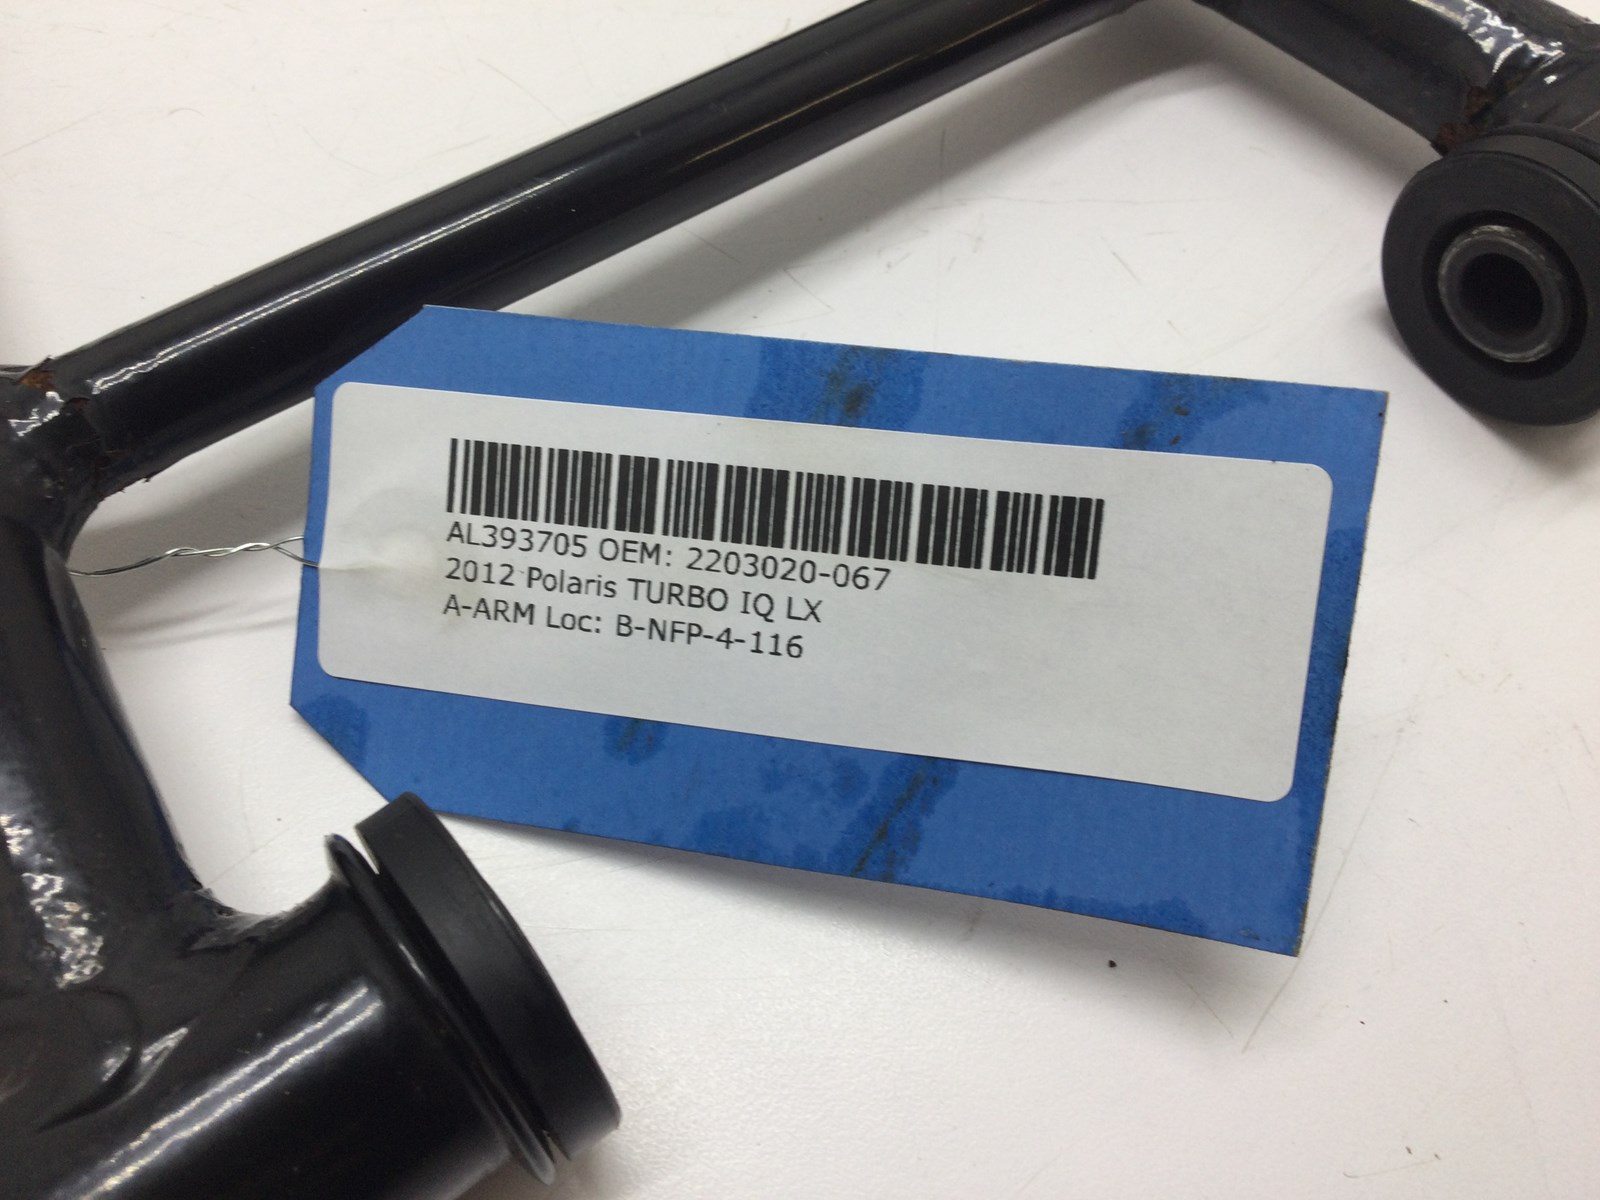 AL393705 OEM: 2203020-067
2012 Polaris TURBO IQ LX
A-ARM Loc: B-NFP-4-116